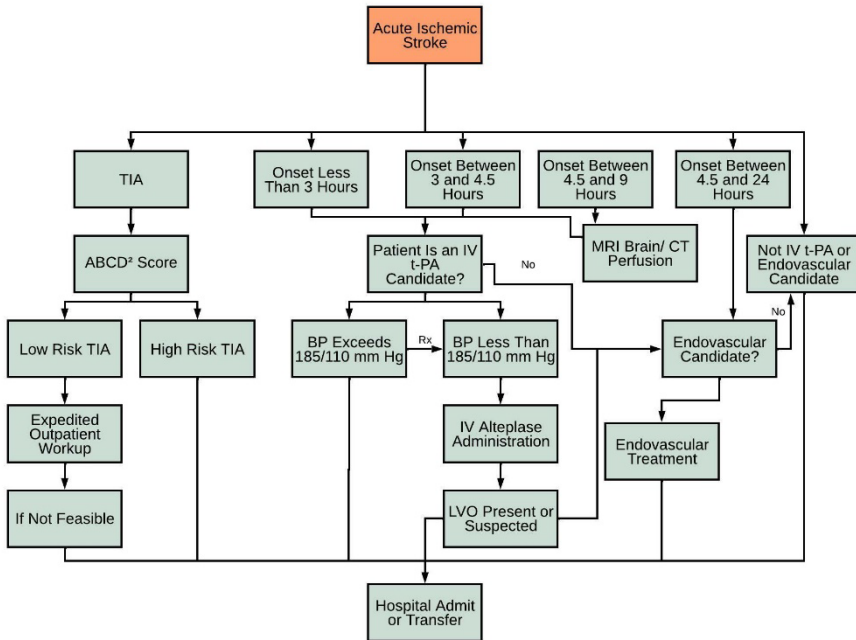 Acute Ischemic
Stroke
TIA
Onset Less
Than 3 Hours
Onset Between
3 and 4.5
Hours
Onset Between
4.5 and 9
Hours
Onset Between
4.5 and 24
Hours
ABCD² Score
Patient Is an IV
t-PA
Candidate?
No
MRI Brain/ CT
Perfusion
Not IV t-PA or
Endovascular
Candidate
No
Low Risk TIA
High Risk TIA
BP Exceeds
185/110 mm Hg
Rx
BP Less Than
185/110 mm Hg
Endovascular
Candidate?
Expedited
Outpatient
Workup
IV Alteplase
Administration
Endovascular
Treatment
If Not Feasible
LVO Present or
Suspected
Hospital Admit
or Transfer